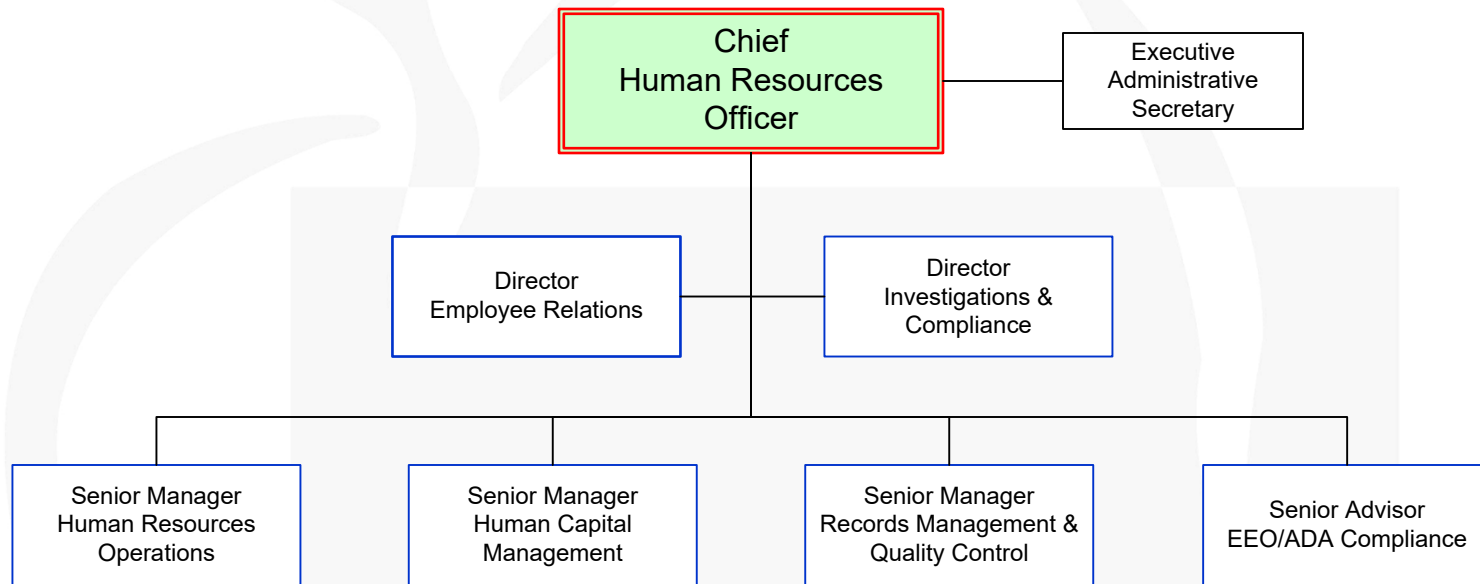 Chief
Human Resources
Officer
Executive
Administrative
Secretary
Director
Employee Relations
Director
Investigations &
Compliance
Senior Manager
Human Resources
Operations
Senior Manager
Human Capital
Management
Senior Manager
Records Management &
Quality Control
Senior Advisor
EEO/ADA Compliance